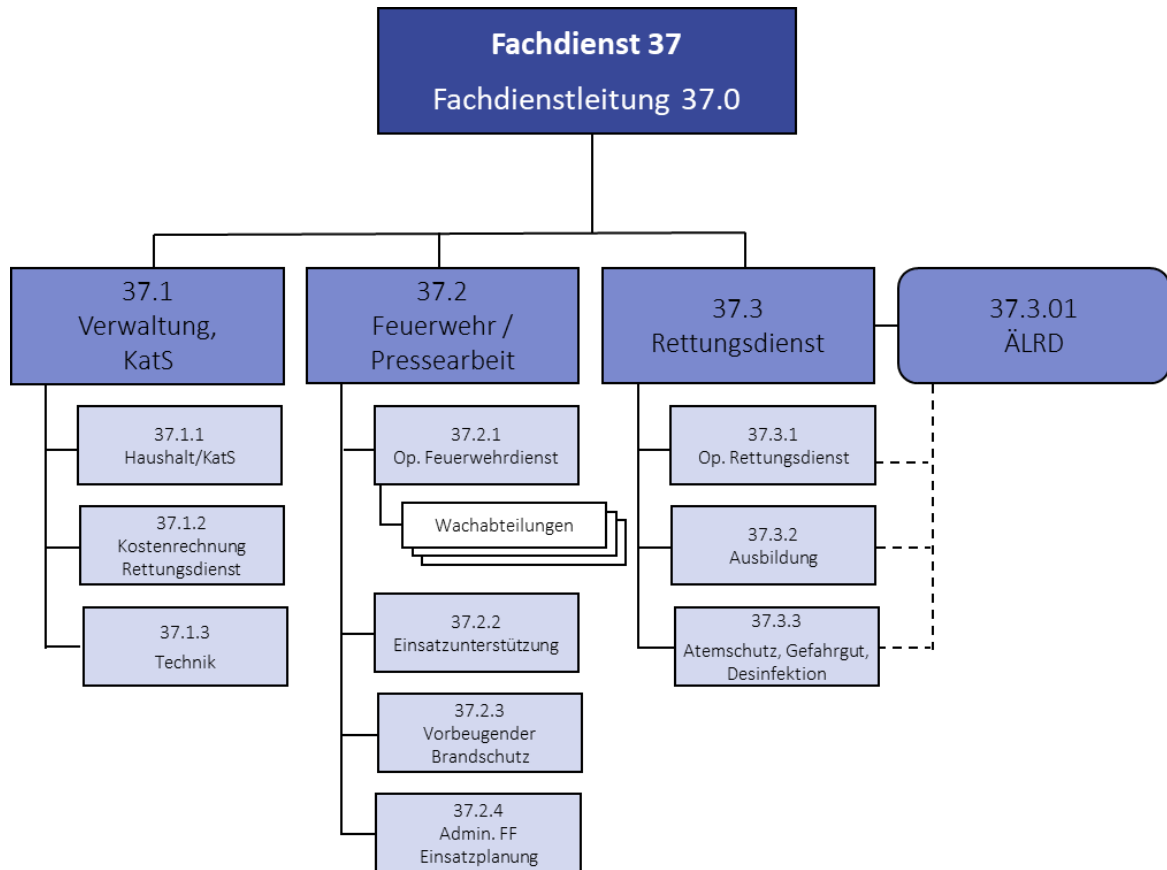 Fachdienst 37
Fachdienstleitung 37.0
37.1
Verwaltung,
KatS
37.2
Feuerwehr /
Pressearbeit
37.3
Rettungsdienst
37.3.01
ÄLRD
37.1.1
Haushalt/KatS
37.1.2
Kostenrechnung
Rettungsdienst
37.1.3
Technik
37.2.1
Op. Feuerwehrdienst
Wachabteilungen
37.2.2
Einsatzunterstützung
37.2.3
Vorbeugender
Brandschutz
37.2.4
Admin. FF
Einsatzplanung
37.3.1
Op. Rettungsdienst
37.3.2
Ausbildung
37.3.3
Atemschutz, Gefahrgut,
Desinfektion